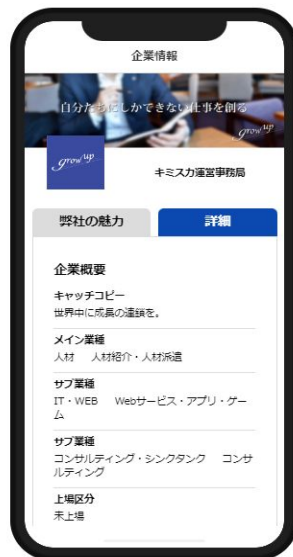 企業情報
自分たちにしかできない仕事を創る
grow up
grow up
キミスカ運営事務局
弊社の魅力
詳細
企業概要
キャッチコピー
世界中に成長の連鎖を。
メイン業種
人材 人材紹介・人材派遣
サブ業種
IT・WEB Webサービス・アプリ・ゲー
ム
サブ業種
コンサルティング・シンクタンク コンサ
ルティング
上場区分
未上場